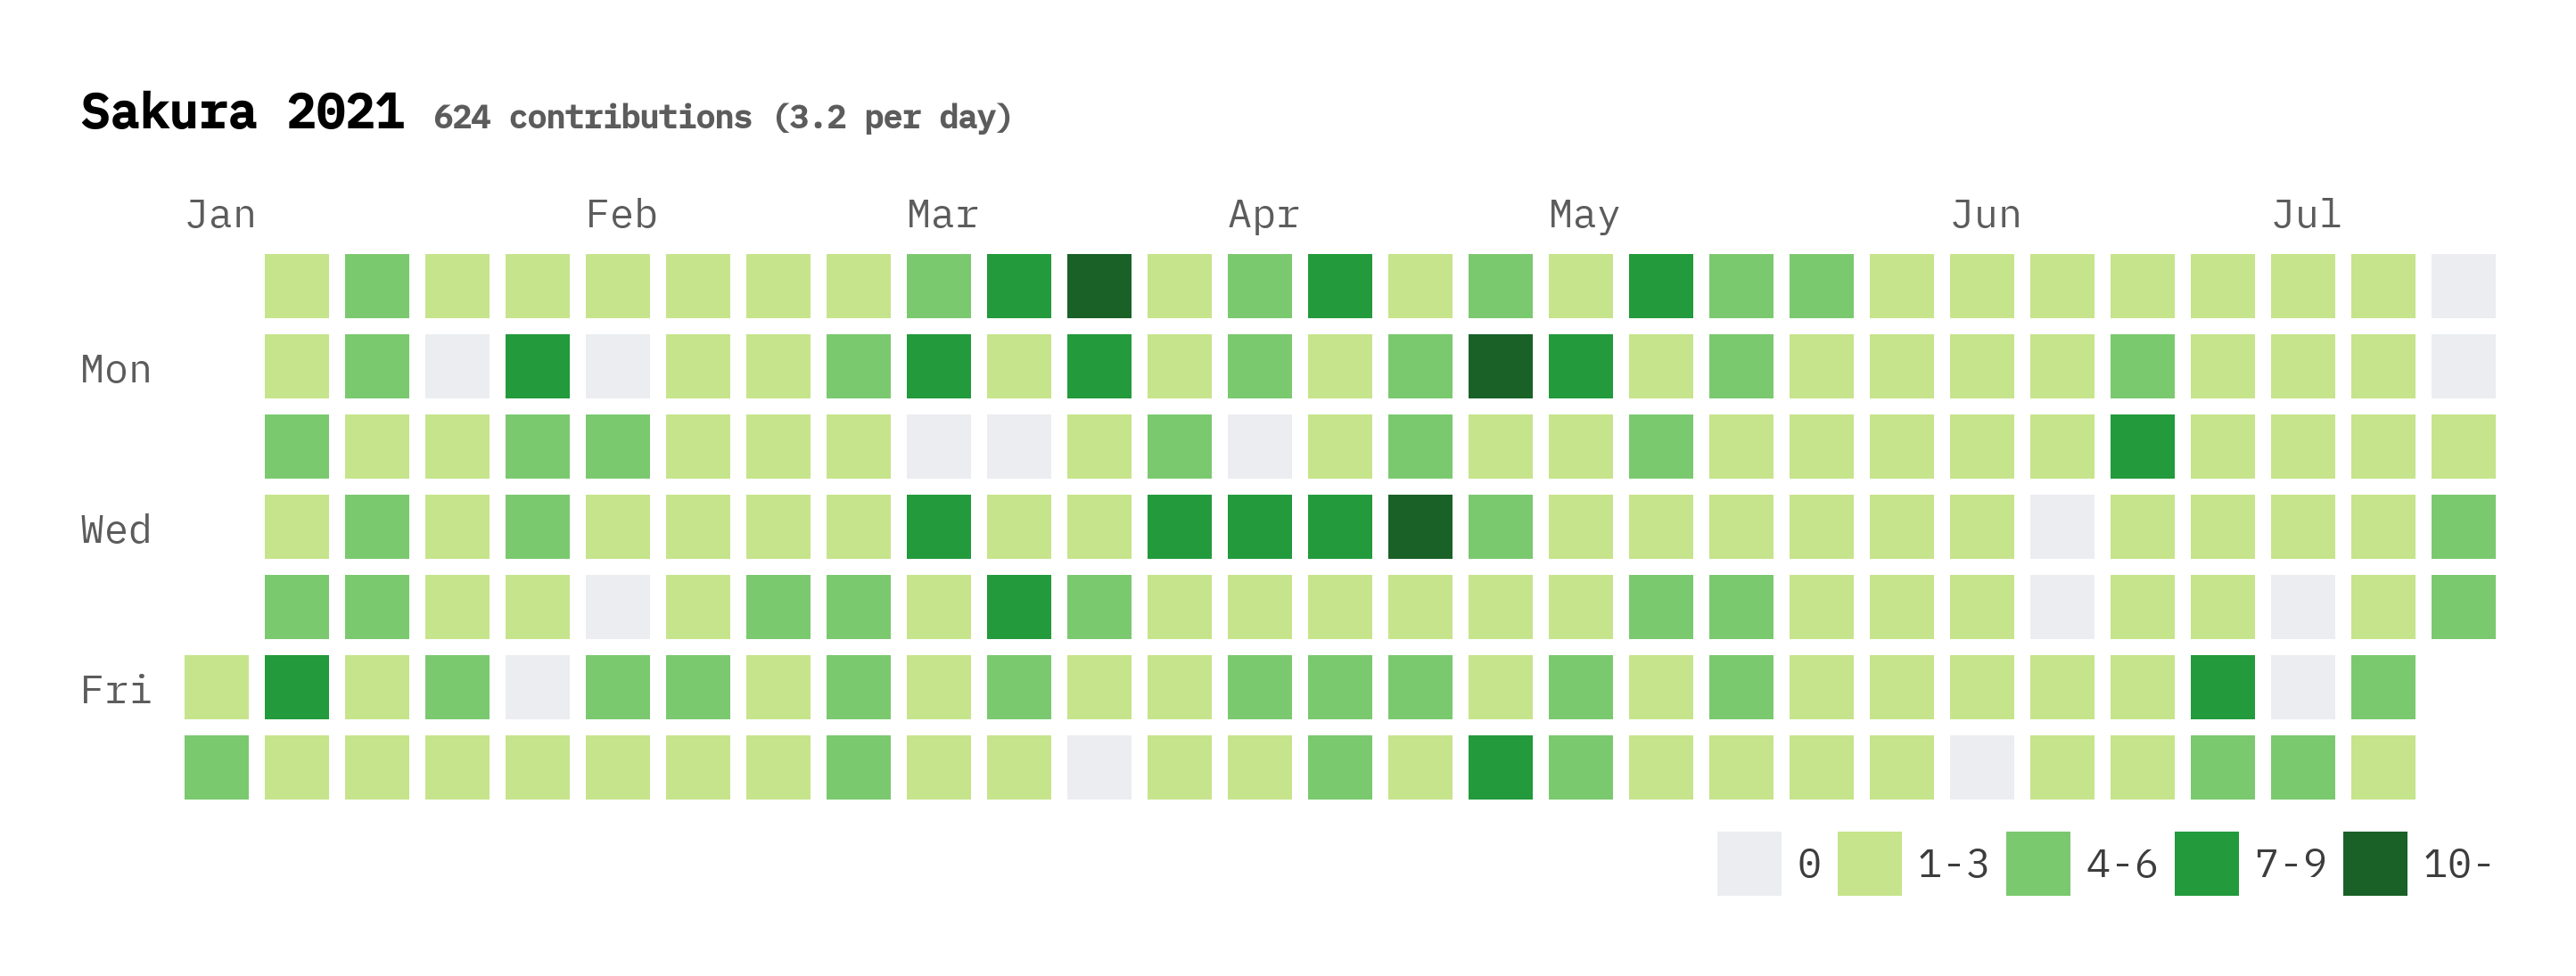 Sakura 2021 624 contributions (3.2 per day)
Jan Feb Mar Apr May Jun Jul
Mon
Wed
Fri
0 1-3 4-6 7-9 10-